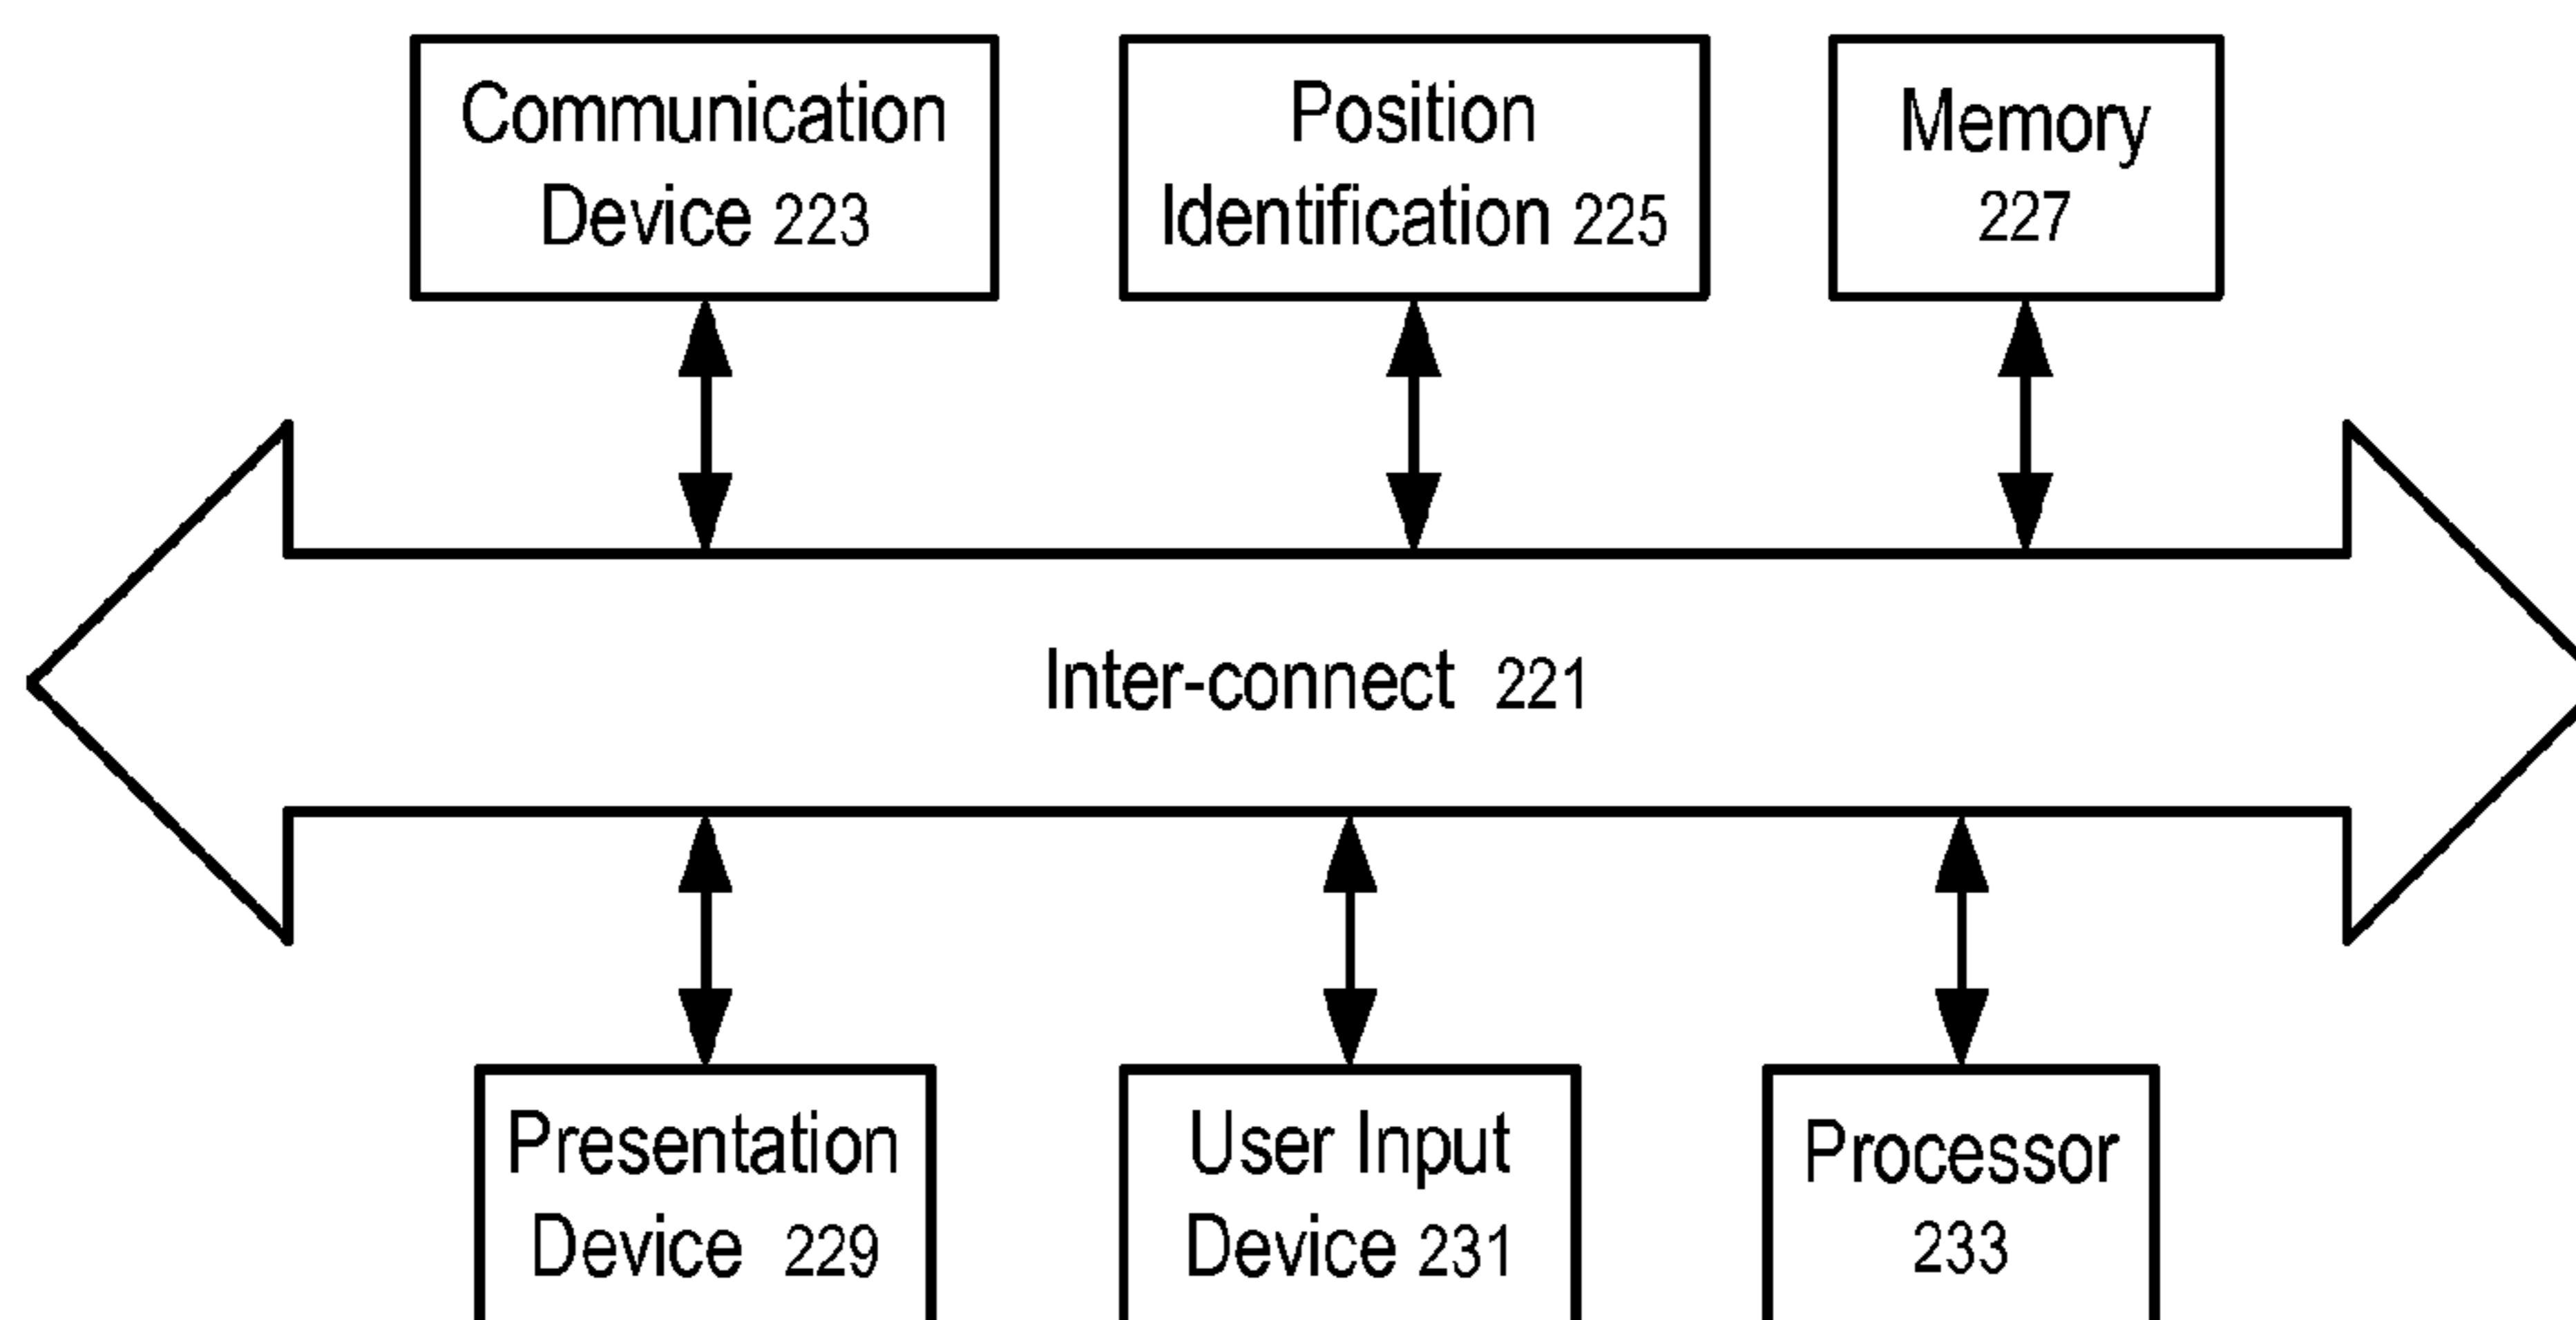 Communication
Device 223
Position
Identification 225
Memory
227
Inter-connect 221
Presentation
Device 229
User Input
Device 231
Processor
233